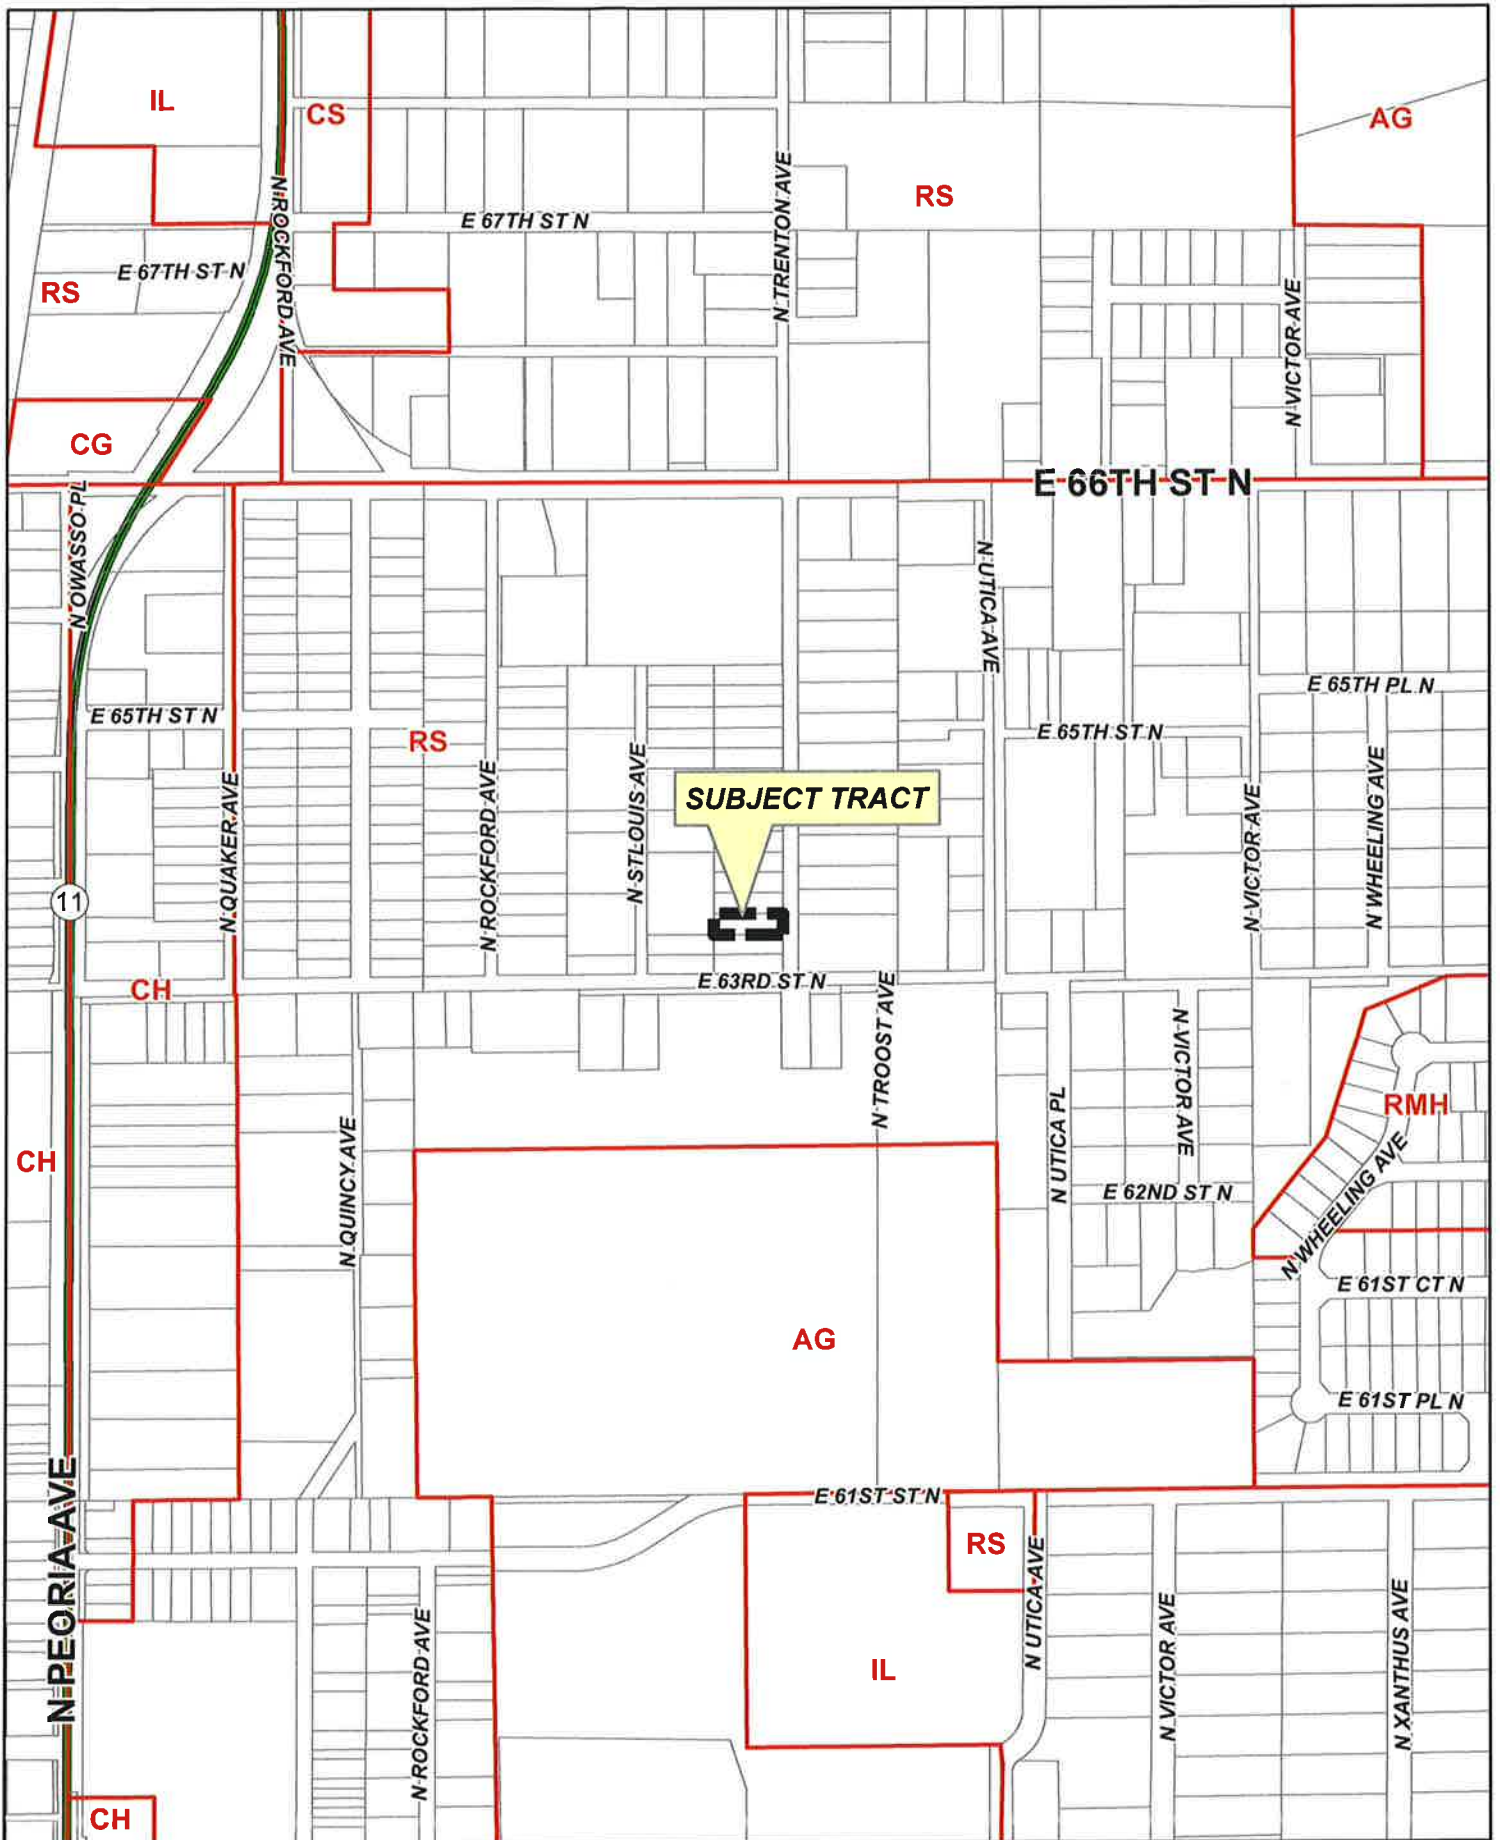 IL
CS
AG
N ROCKFORD AVE
N TRENTON AVE
RS
E 67TH ST N
E 67TH ST N
RS
N VICTOR AVE
CG
E 66TH ST N
N OWASSO PL
N UTICA AVE
E 65TH PL N
E 65TH ST N
RS
E 65TH ST N
N QUAKER AVE
N ROCKFORD AVE
N STLOUIS AVE
SUBJECT TRACT
N VICTOR AVE
N WHEELING AVE
11
E 63RD ST N
CH
N TROOST AVE
N VICTOR AVE
RMH
CH
N QUINCY AVE
N UTICA PL
E 62ND ST N
N WHEELING AVE
E 61ST CT N
AG
E 61ST PL N
N PEORIA AVE
E 61ST ST N
RS
N UTICA AVE
N ROCKFORD AVE
IL
N VICTOR AVE
N XANTHUS AVE
CH